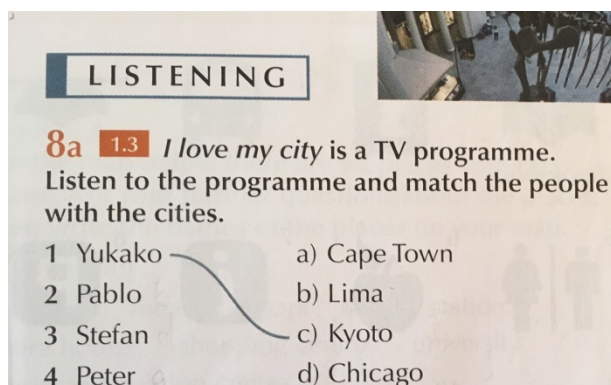 LISTENING
8a 1.3 I love my city is a TV programme.
Listen to the programme and match the people
with the cities.
1 Yukako a) Cape Town
2 Pablo b) Lima
3 Stefan c) Kyoto
4 Peter d) Chicago